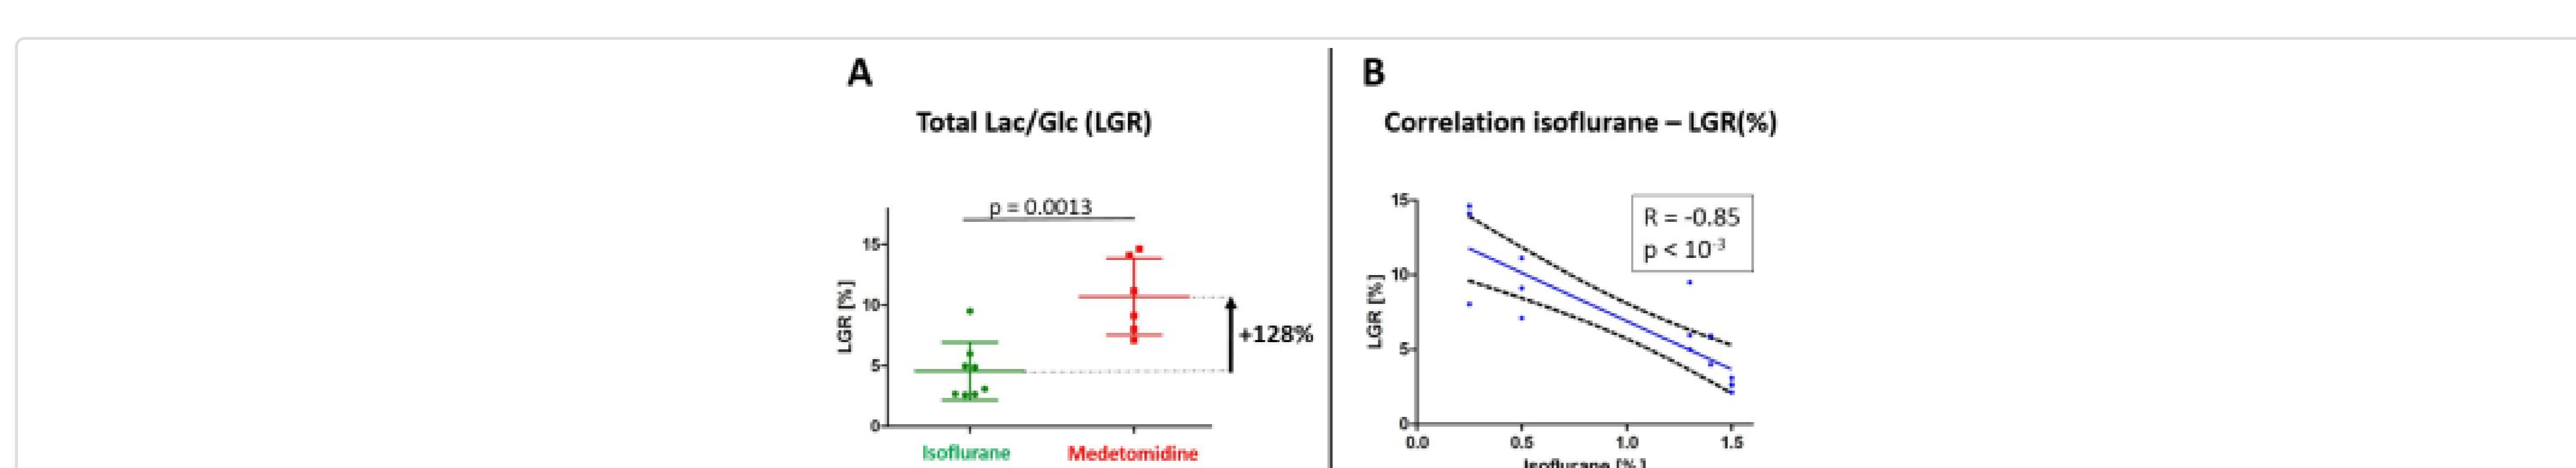 A
Total Lac/Glc (LGR)
p = 0.0013
15
10
5
0
LGR [%]
+128%
Isoflurane
Medetomidine
B
Correlation isoflurane – LGR(%)
R = -0.85
p < 10-3
15
10
5
0
LGR [%]
0.0
0.5
1.0
1.5
Isoflurane [%]